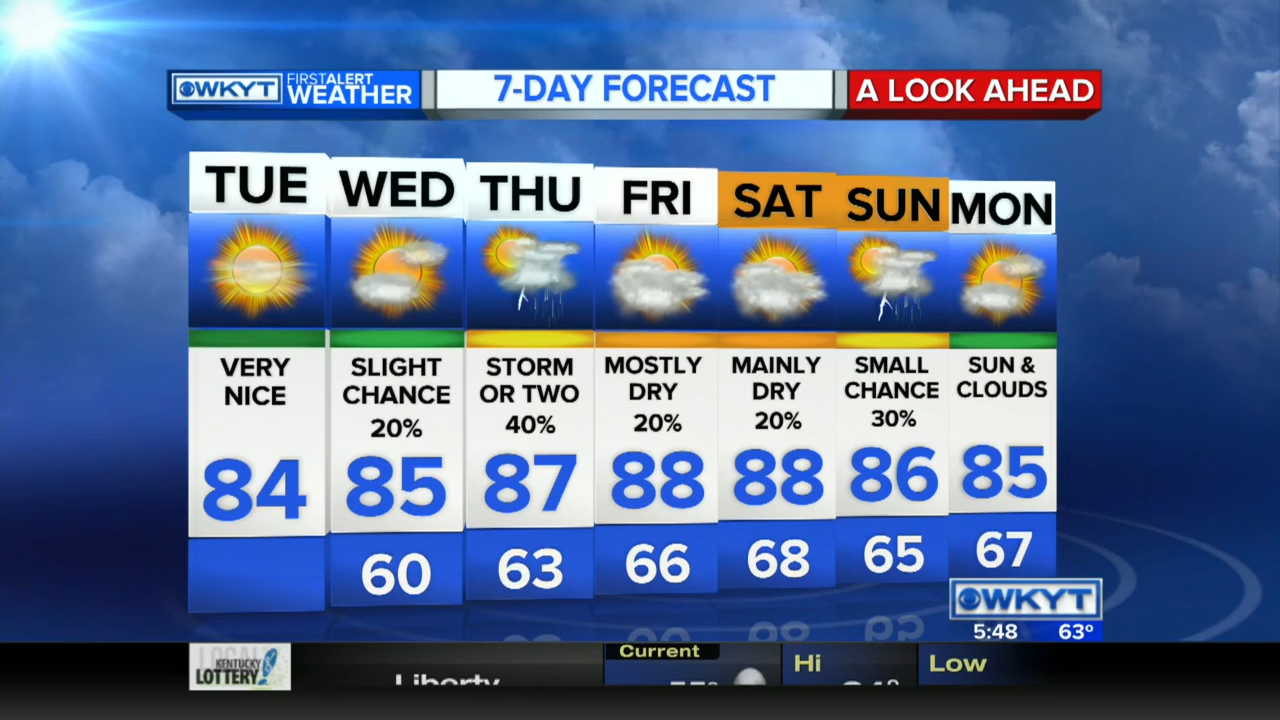 WKYT FIRST ALERT WEATHER
7-DAY FORECAST
A LOOK AHEAD
TUE WED THU FRI SAT SUN MON
VERY NICE
SLIGHT CHANCE 20%
STORM OR TWO 40%
MOSTLY DRY 20%
MAINLY DRY 20%
SMALL CHANCE 30%
SUN & CLOUDS
84 85 87 88 88 86 85
60 63 66 68 65 67
WKYT
5:48 63°
KENTUCKY LOTTERY
Liberty
Current
Hi
Low